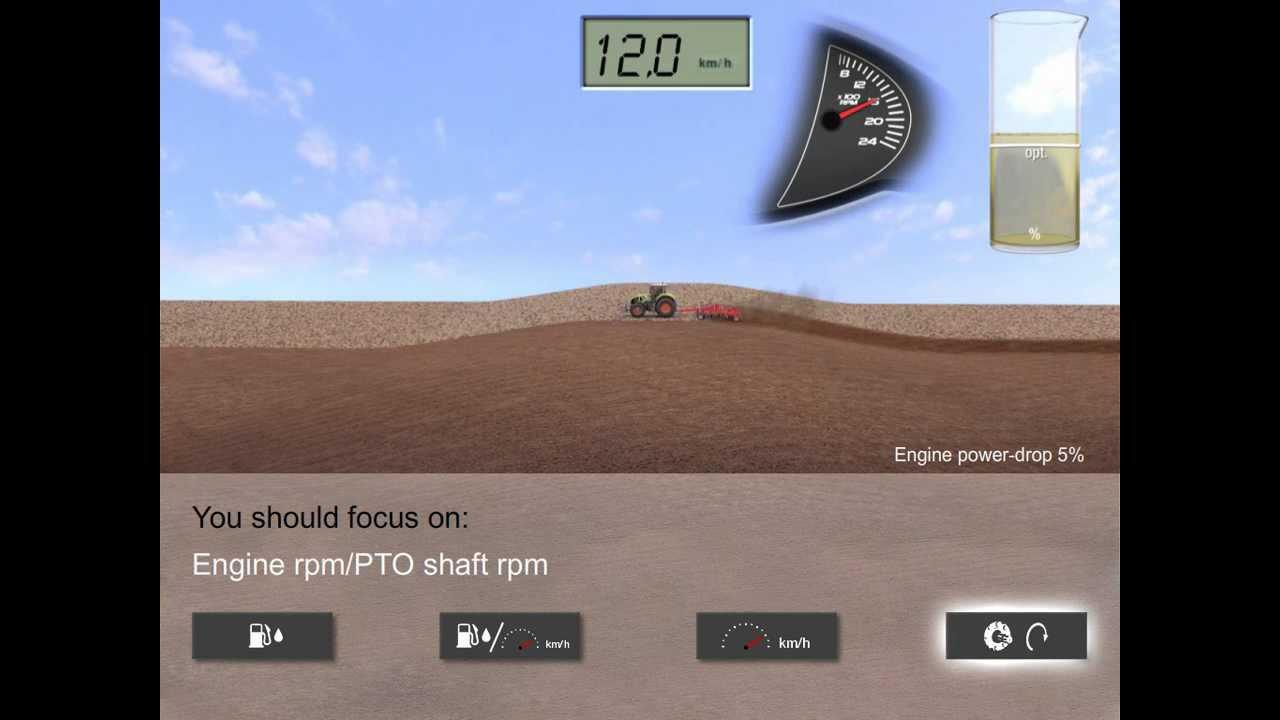 12.0 km/h
8
12
x100
RPM
16
20
24
opt.
%
Engine power-drop 5%
You should focus on:
Engine rpm/PTO shaft rpm
km/h
km/h